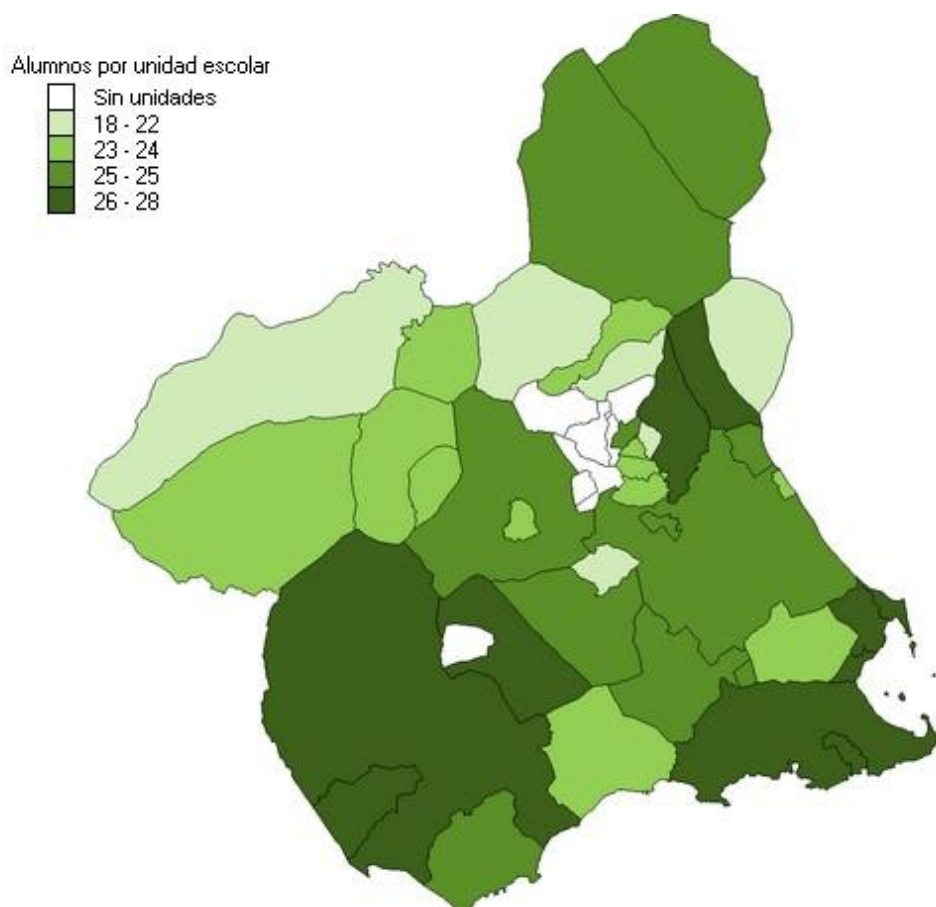 Alumnos por unidad escolar
Sin unidades
18 - 22
23 - 24
25 - 25
26 - 28